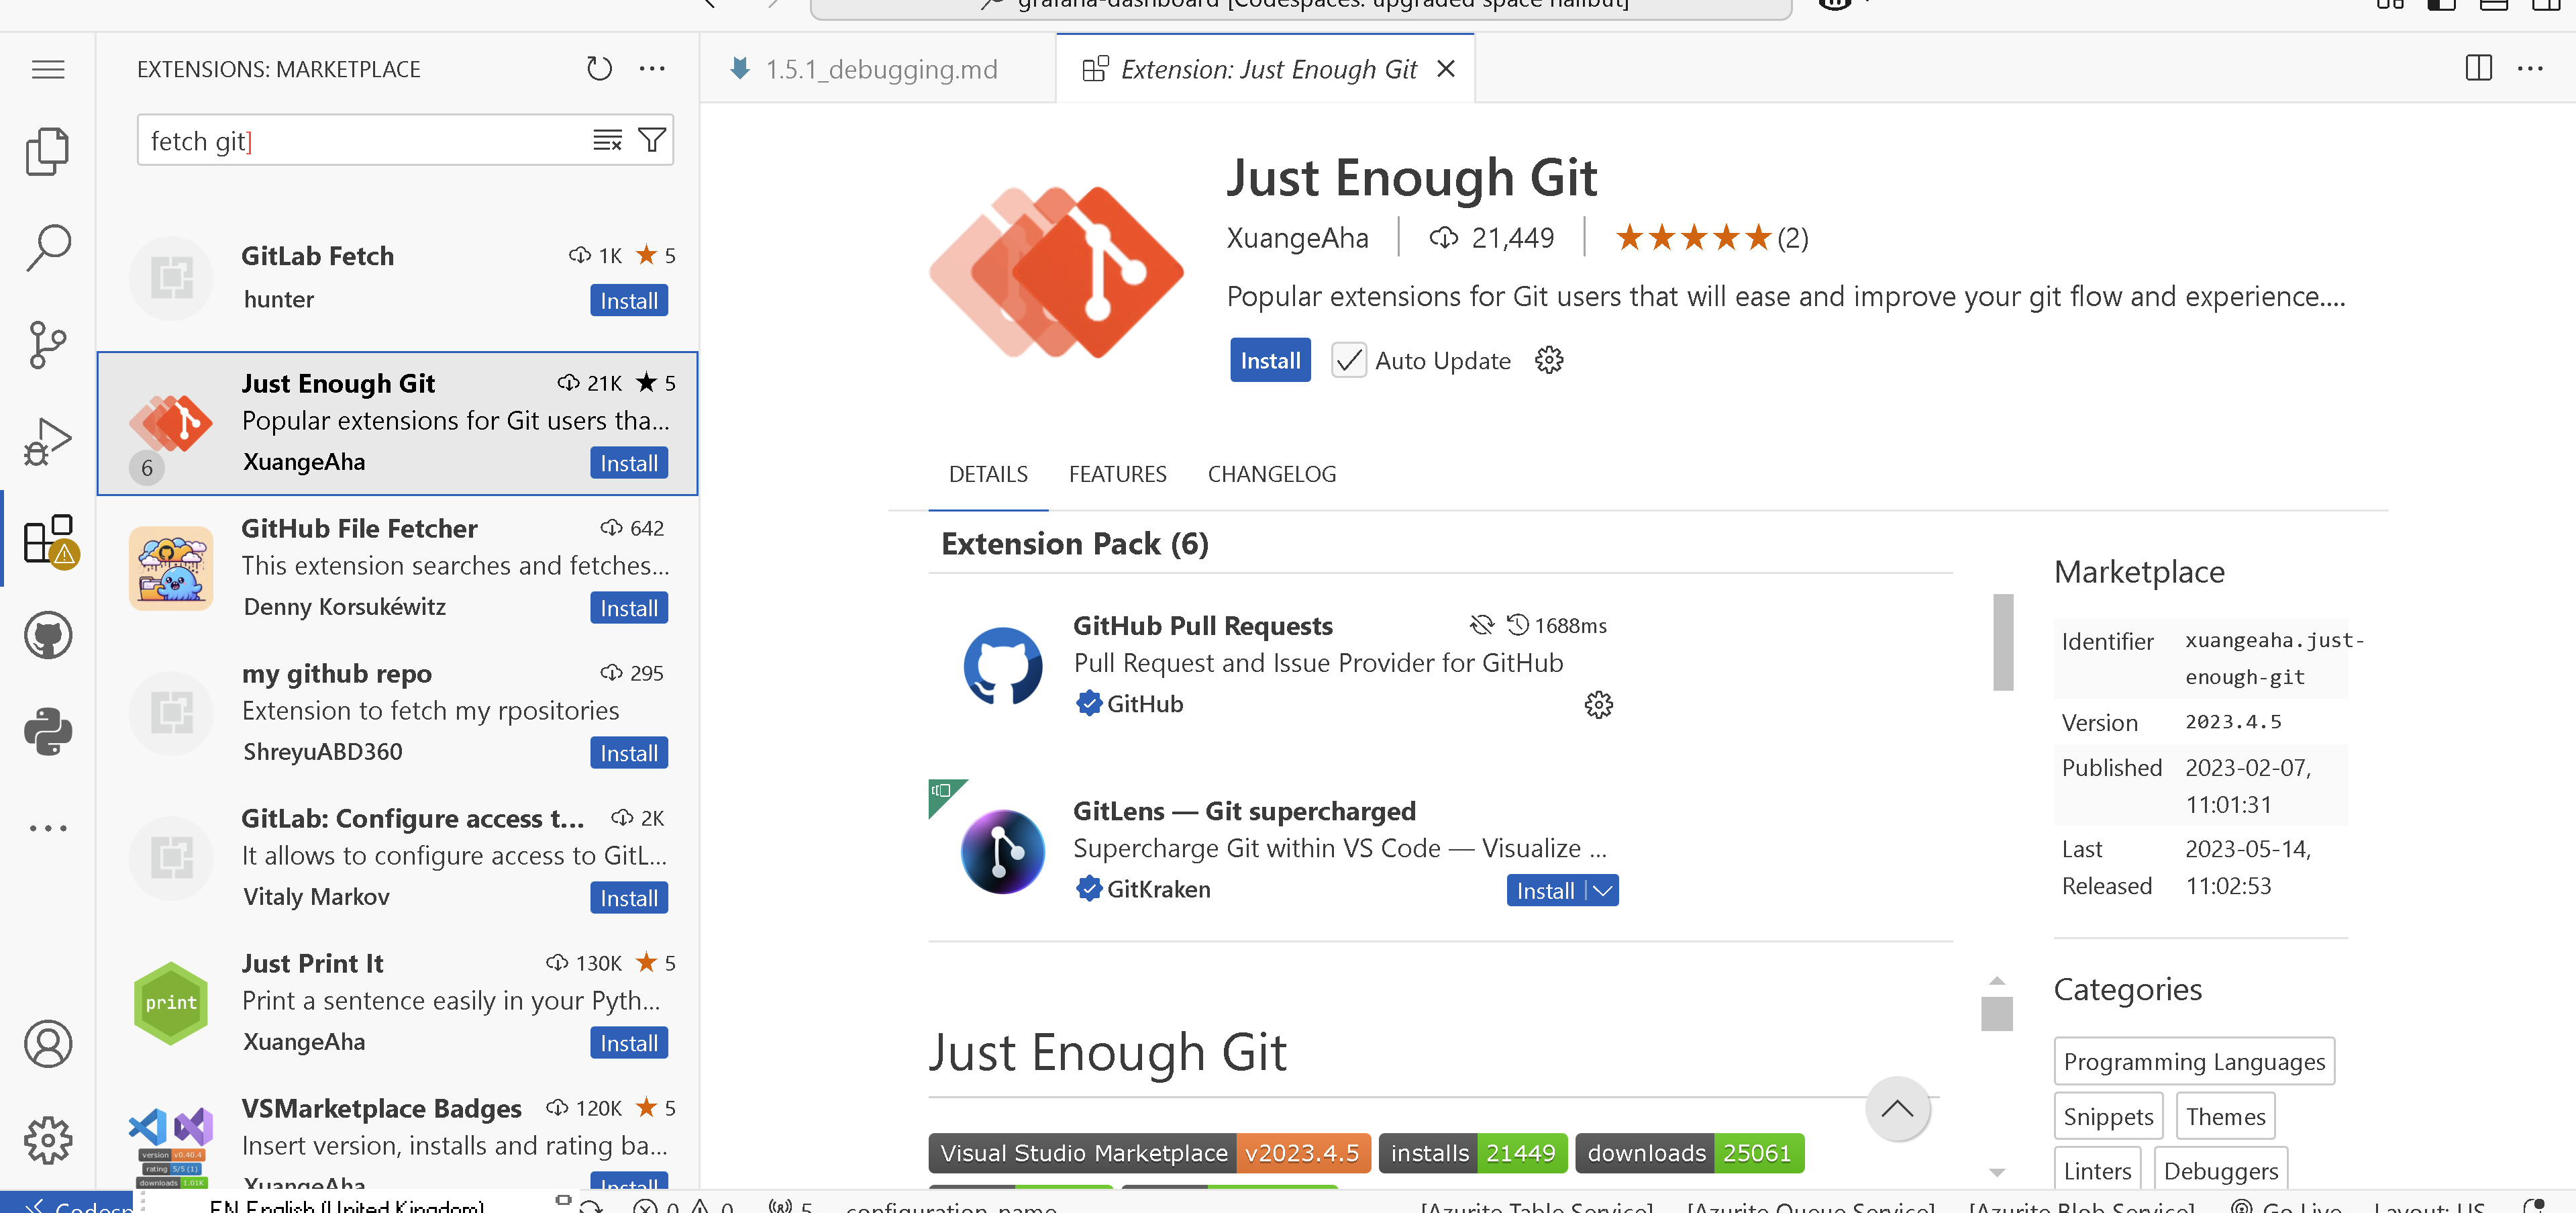 grafana-dashboard [Codespaces: upgraded space halibut]
EXTENSIONS: MARKETPLACE
fetch git]
GitLab Fetch 1K 5
hunter Install
Just Enough Git 21K 5
Popular extensions for Git users tha...
6 XuangeAha Install
GitHub File Fetcher 642
This extension searches and fetches...
Denny Korsukéwitz Install
my github repo 295
Extension to fetch my rpositories
ShreyuABD360 Install
GitLab: Configure access t... 2K
It allows to configure access to GitL...
Vitaly Markov Install
Just Print It 130K 5
print Print a sentence easily in your Pyth...
XuangeAha Install
VSMarketplace Badges 120K 5
Insert version, installs and rating ba...
version v0.40.4
rating 5/5 (1)
downloads 1.01K
XuangeAha Install
1.5.1_debugging.md Extension: Just Enough Git
Just Enough Git
XuangeAha 21,449 (2)
Popular extensions for Git users that will ease and improve your git flow and experience....
Install Auto Update
DETAILS FEATURES CHANGELOG
Extension Pack (6)
GitHub Pull Requests 1688ms
Pull Request and Issue Provider for GitHub
GitHub
GitLens — Git supercharged
Supercharge Git within VS Code — Visualize ...
GitKraken Install
Just Enough Git
Visual Studio Marketplace v2023.4.5 installs 21449 downloads 25061
Marketplace
Identifier xuangeaha.just-
enough-git
Version 2023.4.5
Published 2023-02-07,
11:01:31
Last 2023-05-14,
Released 11:02:53
Categories
Programming Languages
Snippets Themes
Linters Debuggers
Codesp EN English (United Kingdom) 0 0 5 configuration_name [Azurite Table Service] [Azurite Queue Service] [Azurite Blob Service] Go Live Layout: US